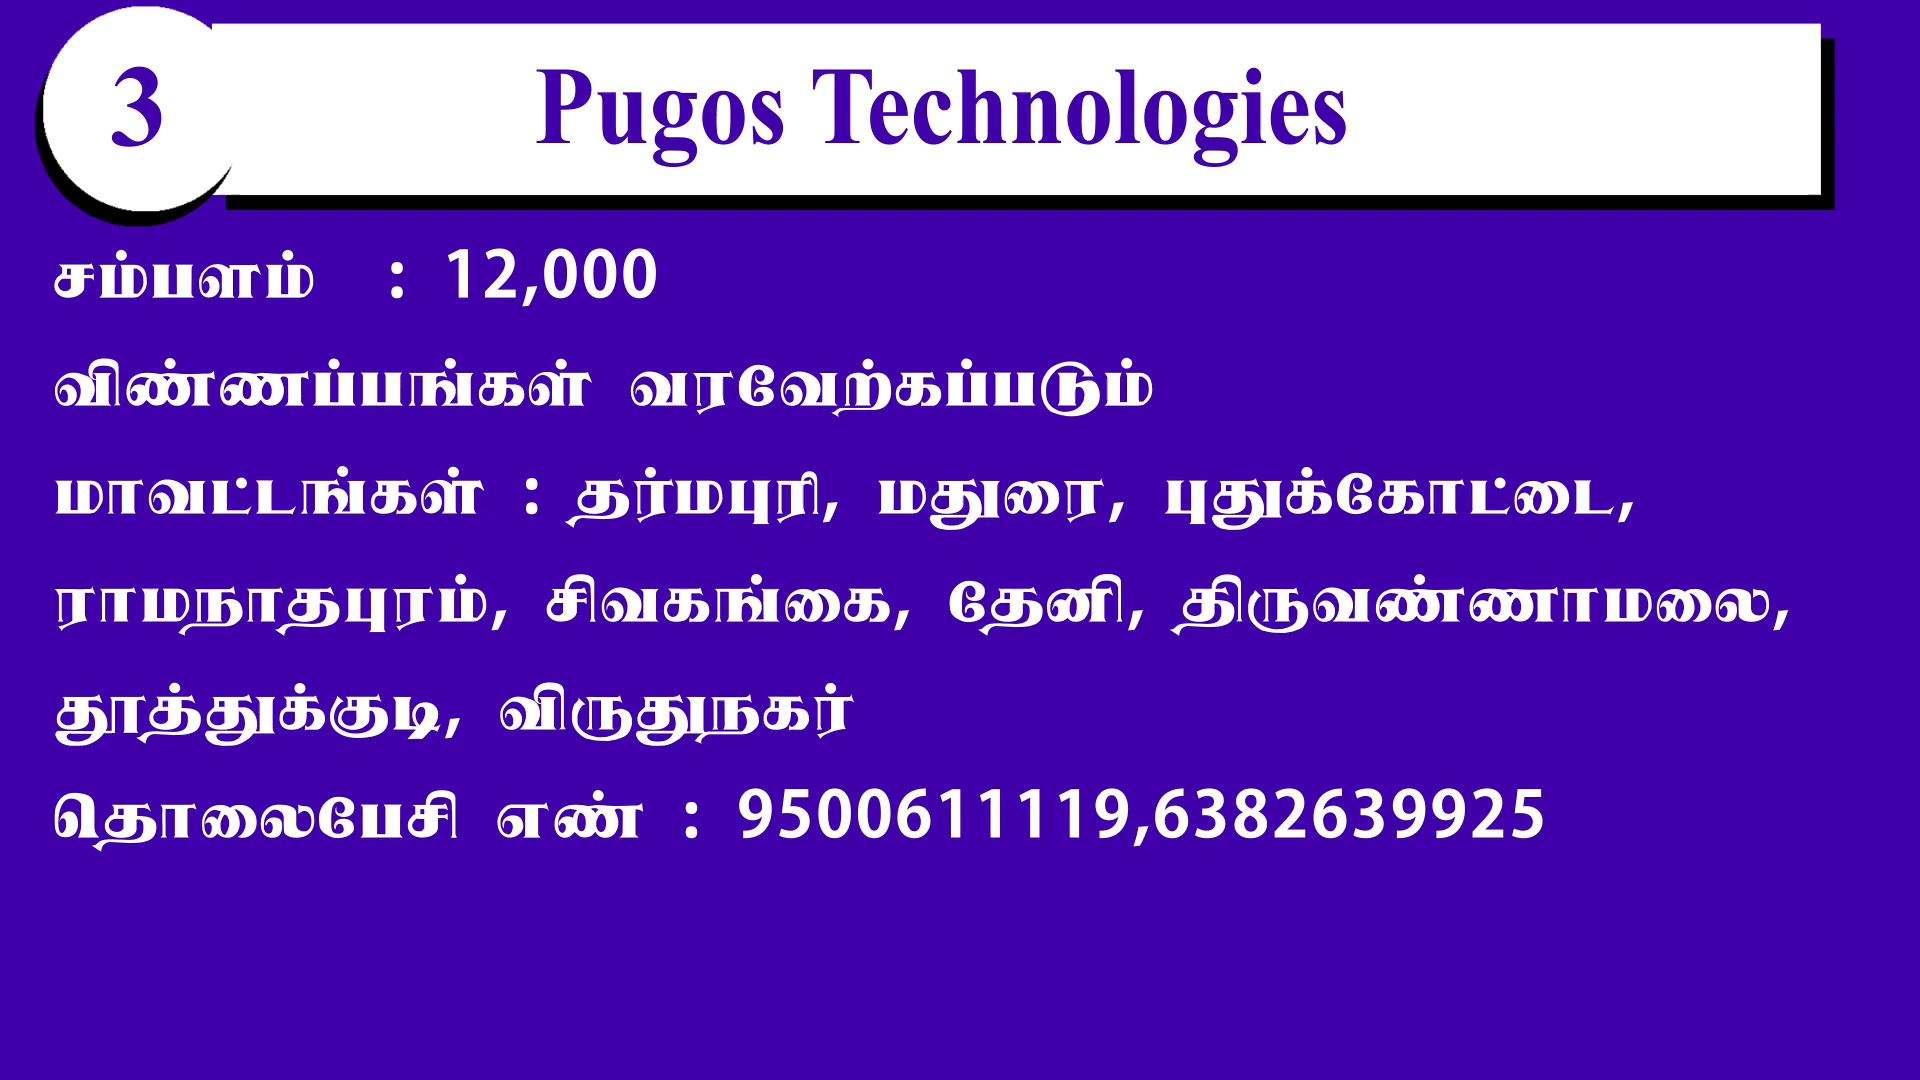 3 Pugos Technologies
சம்பளம் : 12,000
விண்ணப்பங்கள் வரவேற்கப்படும்
மாவட்டங்கள் : தர்மபுரி, மதுரை, புதுக்கோட்டை,
ராமநாதபுரம், சிவகங்கை, தேனி, திருவண்ணாமலை,
தூத்துக்குடி, விருதுநகர்
தொலைபேசி எண் : 9500611119,6382639925